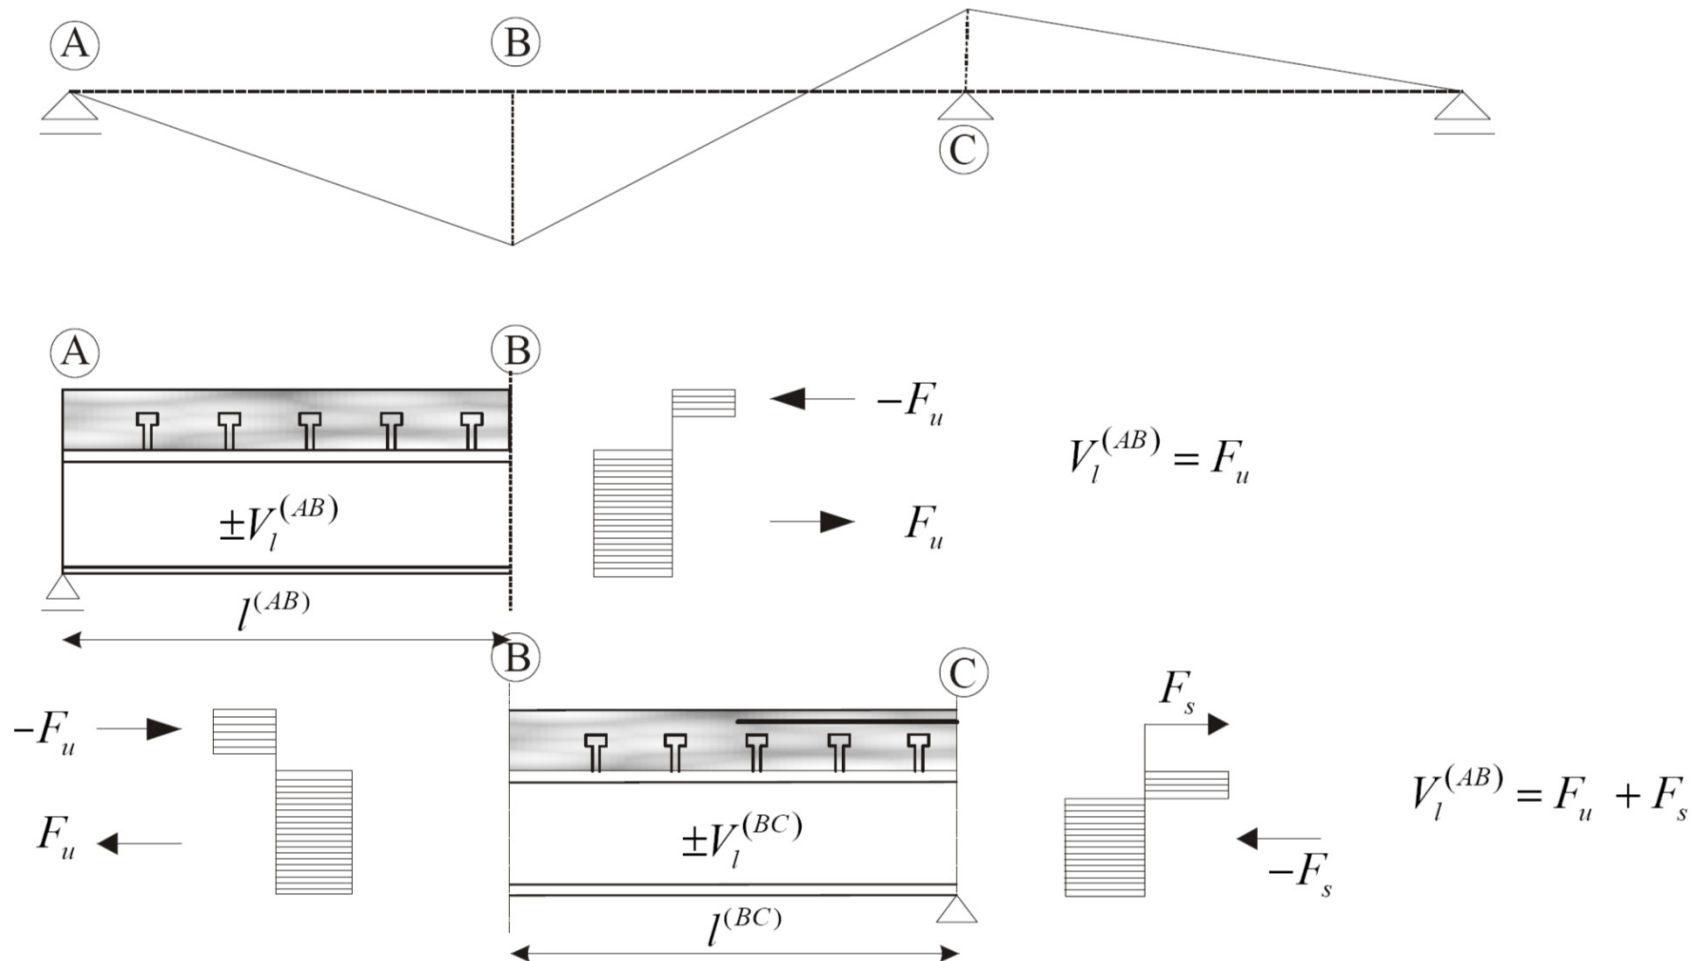 A B
C
A B
−F_u
V_l^(AB) = F_u
±V_l^(AB)
F_u
l^(AB)
B C
F_s
−F_u
V_l^(AB) = F_u + F_s
±V_l^(BC)
F_u
−F_s
l^(BC)